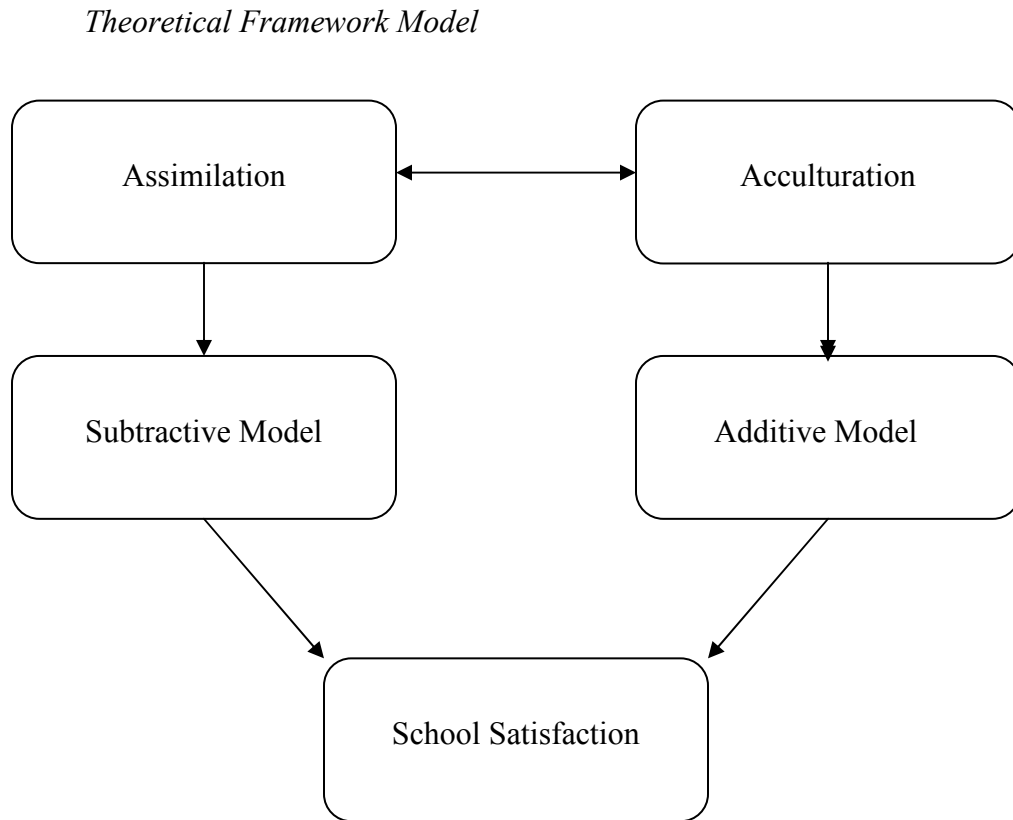 Theoretical Framework Model
Assimilation
Acculturation
Subtractive Model
Additive Model
School Satisfaction